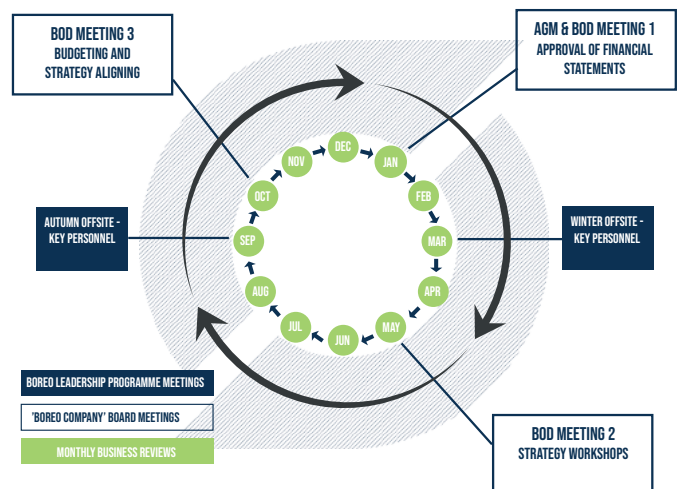 BOD MEETING 3
BUDGETING AND
STRATEGY ALIGNING
AGM & BOD MEETING 1
APPROVAL OF FINANCIAL
STATEMENTS
DEC
JAN
FEB
MAR
APR
MAY
JUN
JUL
AUG
SEP
OCT
NOV
AUTUMN OFFSITE -
KEY PERSONNEL
WINTER OFFSITE -
KEY PERSONNEL
BOREO LEADERSHIP PROGRAMME MEETINGS
'BOREO COMPANY' BOARD MEETINGS
MONTHLY BUSINESS REVIEWS
BOD MEETING 2
STRATEGY WORKSHOPS